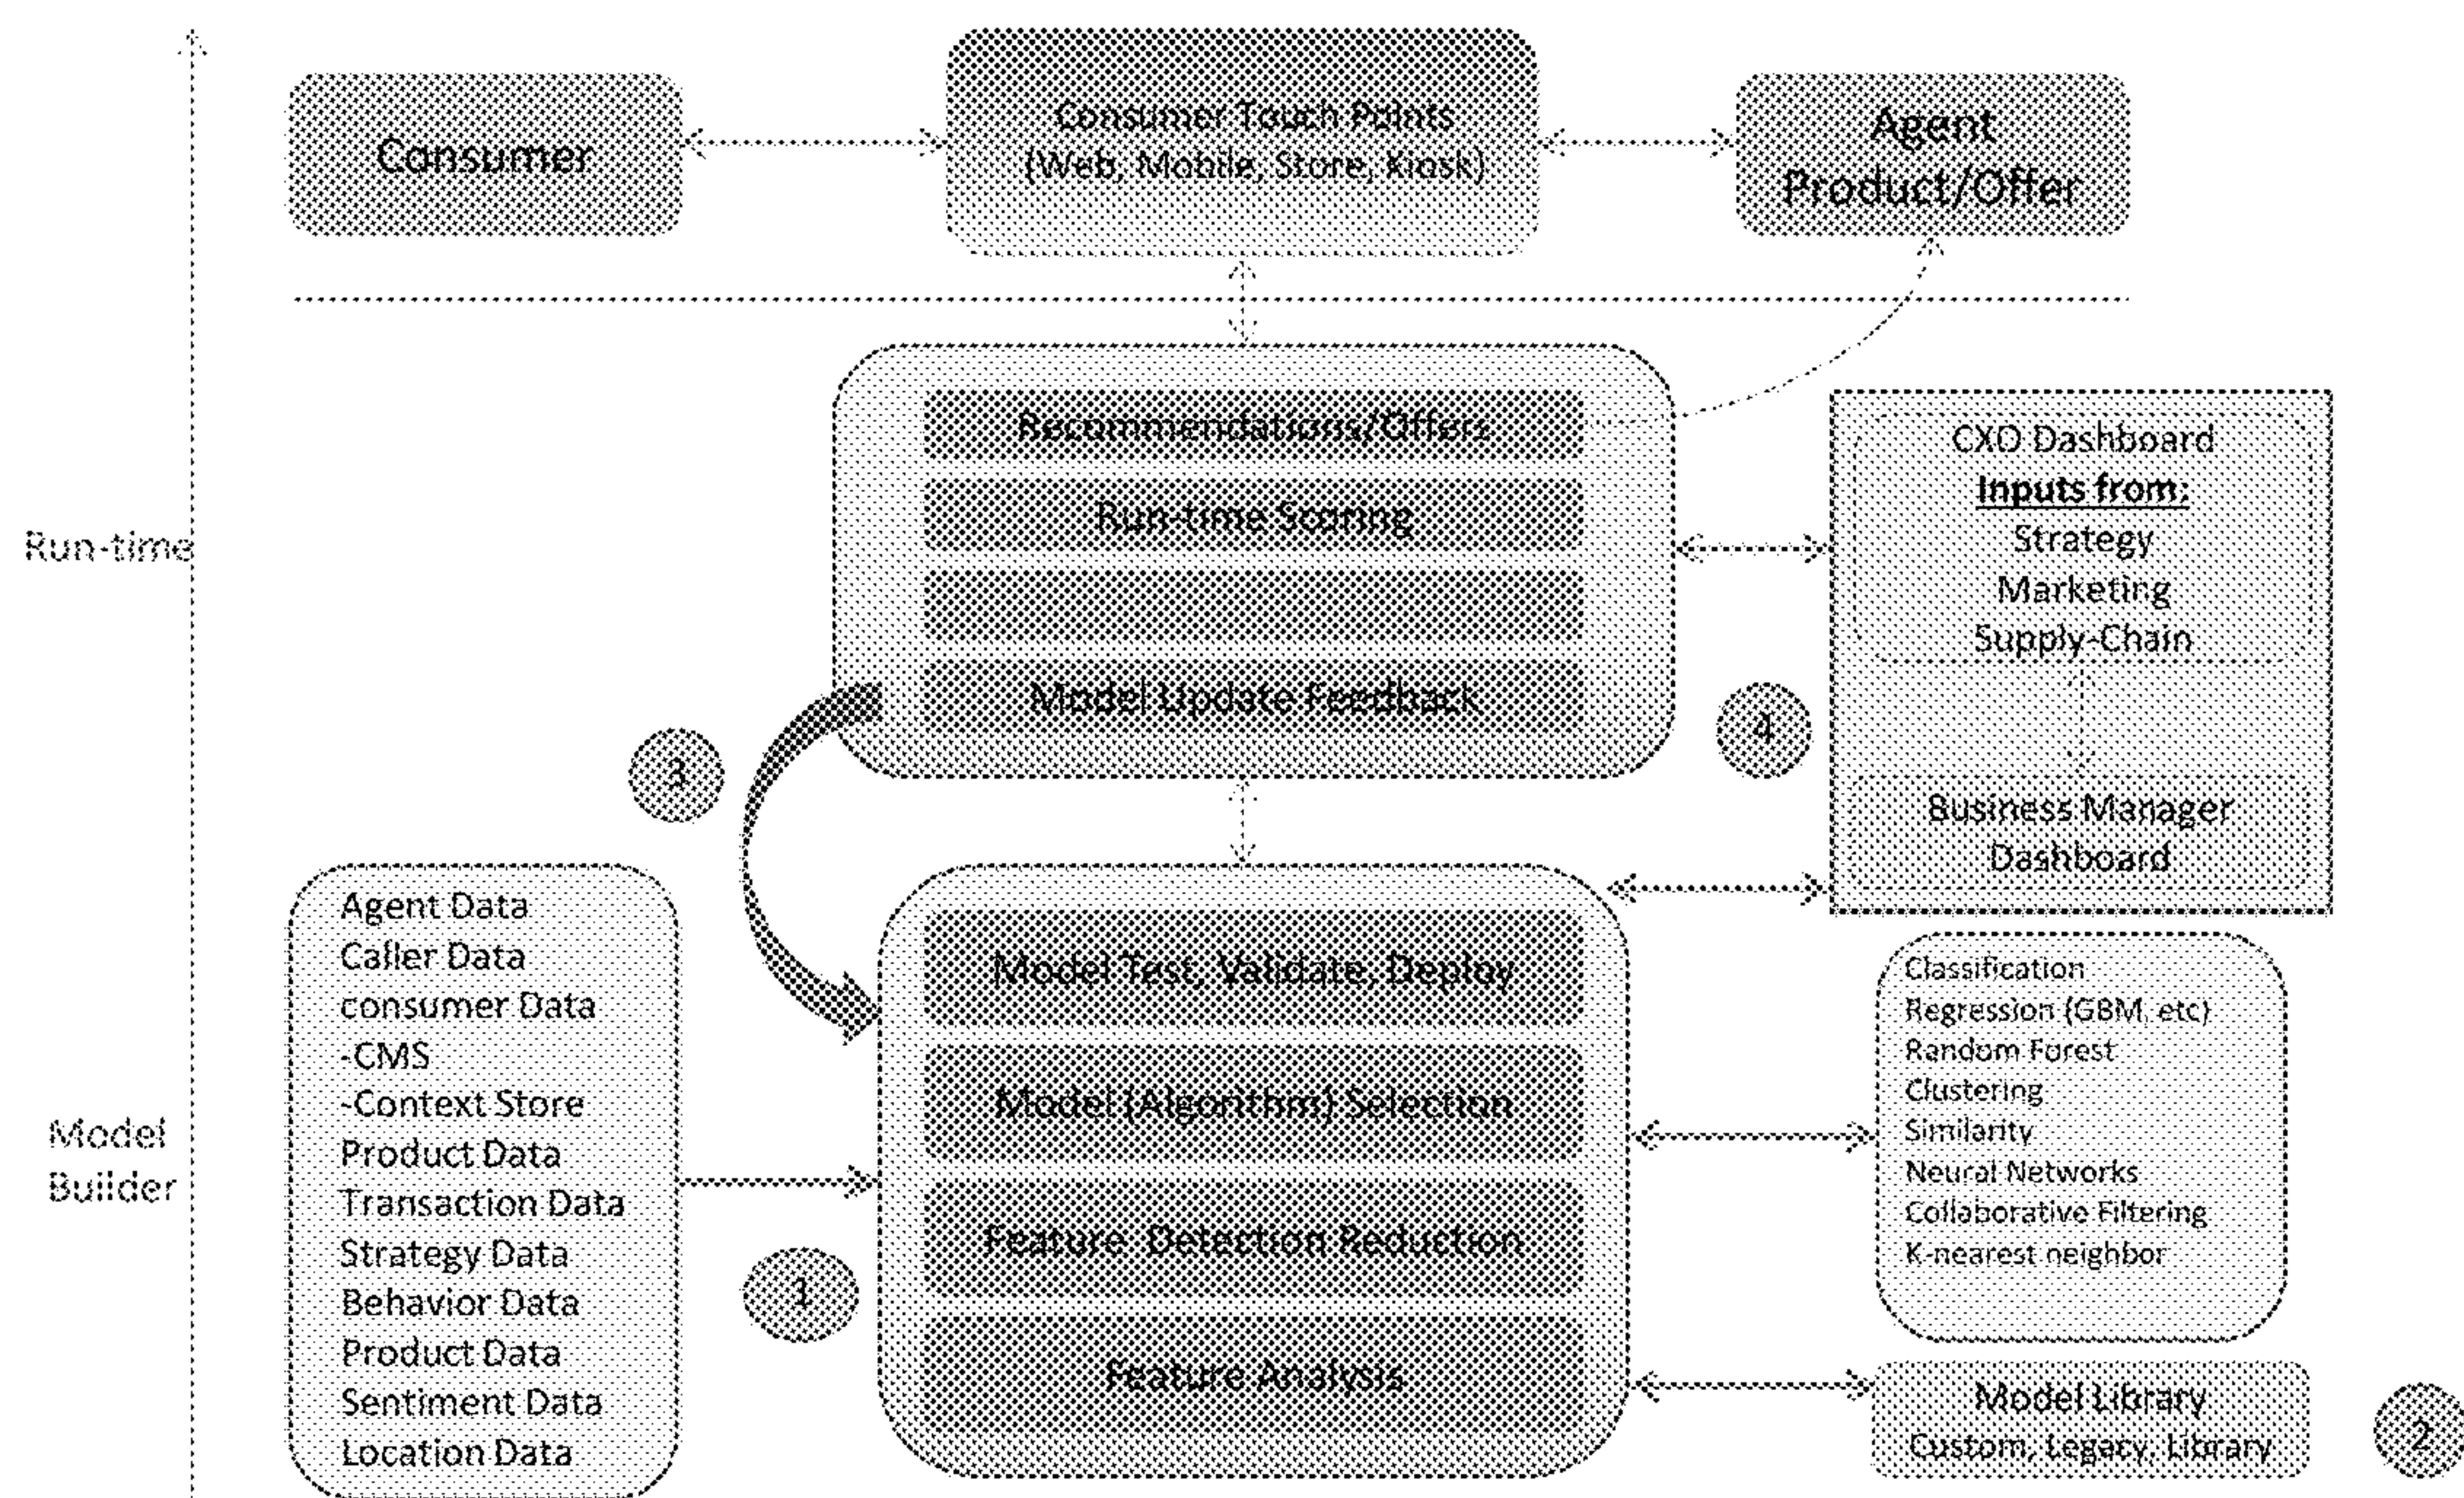 Consumer
Consumer Touch Points
(Web, Mobile, Store, Kiosk)
Agent
Product/Offer
Run-time
Recommendations/Offers
Run-time Scoring
Model Update Feedback
CXO Dashboard
Inputs from:
Strategy
Marketing
Supply-Chain
Business Manager
Dashboard
3
4
Model
Builder
Agent Data
Caller Data
consumer Data
-CMS
-Context Store
Product Data
Transaction Data
Strategy Data
Behavior Data
Product Data
Sentiment Data
Location Data
1
Model Test, Validate, Deploy
Model (Algorithm) Selection
Feature Detection Reduction
Feature Analysis
Classification
Regression (GBM, etc)
Random Forest
Clustering
Similarity
Neural Networks
Collaborative Filtering
K-nearest neighbor
Model Library
Custom, Legacy, Library
2